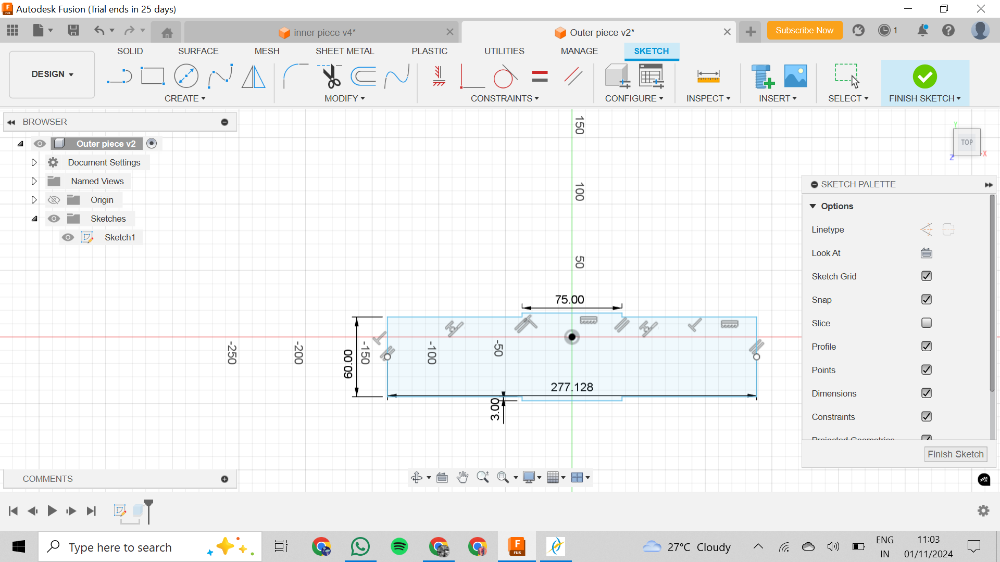 Autodesk Fusion (Trial ends in 25 days)
inner piece v4*
Outer piece v2*
Subscribe Now
1
SOLID
SURFACE
MESH
SHEET METAL
PLASTIC
UTILITIES
MANAGE
SKETCH
DESIGN
CREATE
MODIFY
CONSTRAINTS
CONFIGURE
INSPECT
INSERT
SELECT
FINISH SKETCH
BROWSER
Outer piece v2
Document Settings
Named Views
Origin
Sketches
Sketch1
150
100
50
-250
-200
-150
-100
-50
75.00
60.00
277.128
3.00
Y
TOP
Z
X
SKETCH PALETTE
Options
Linetype
Look At
Sketch Grid
Snap
Slice
Profile
Points
Dimensions
Constraints
Projected Geometries
Finish Sketch
COMMENTS
FUS
Type here to search
FUS
27°C Cloudy
ENG
IN
11:03
01/11/2024